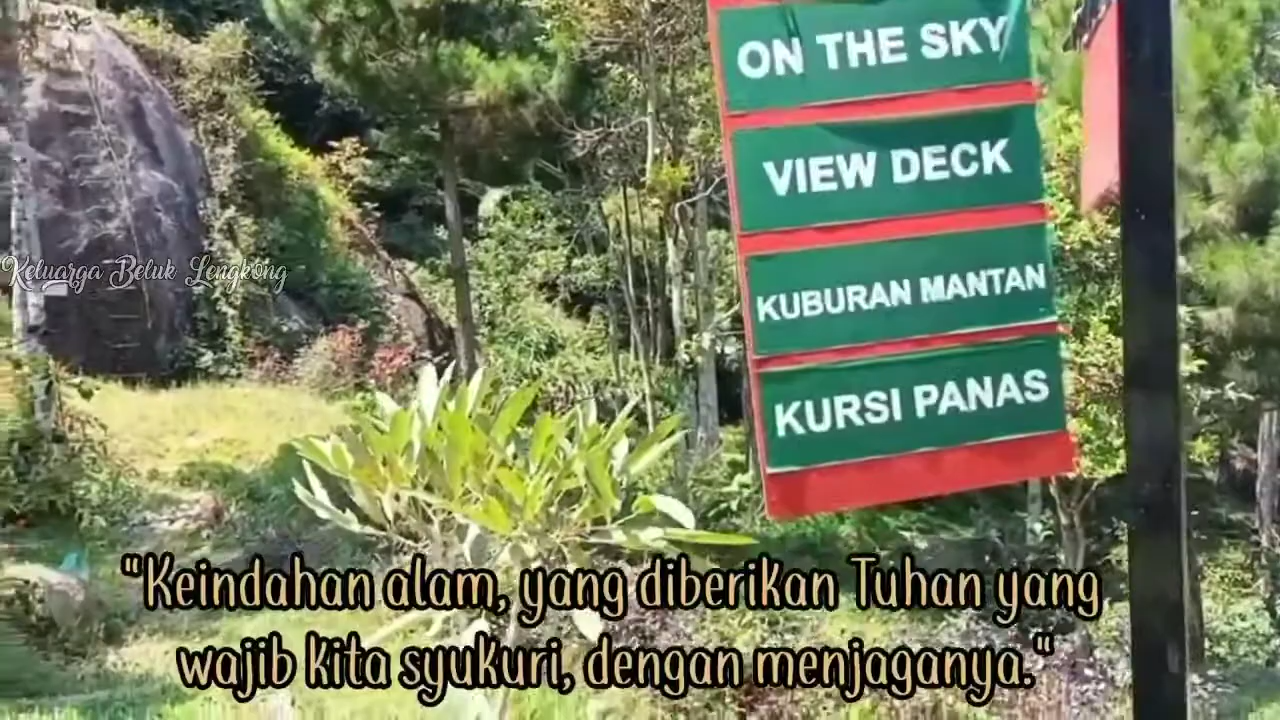 ON THE SKY
VIEW DECK
KUBURAN MANTAN
KURSI PANAS
Keluarga Beluk Lengkong
"Keindahan alam, yang diberikan Tuhan yang
wajib kita syukuri, dengan menjaganya."